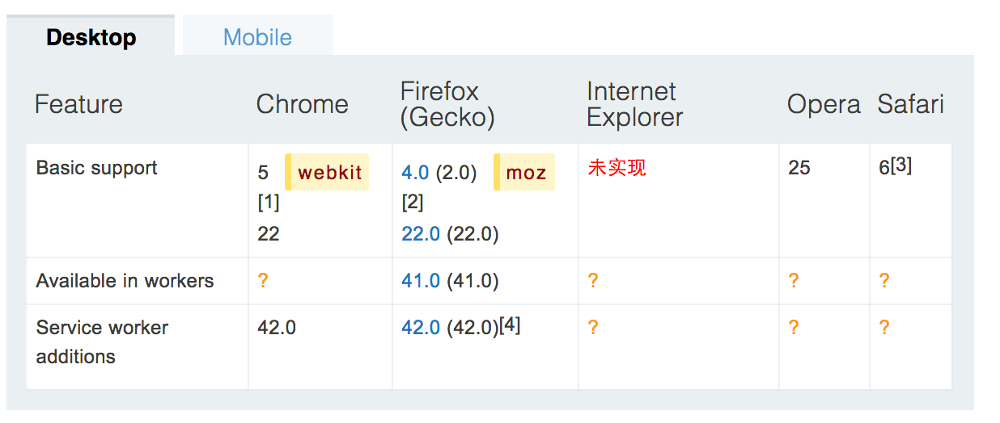 Desktop Mobile
Feature Chrome Firefox (Gecko) Internet Explorer Opera Safari
Basic support 5 webkit [1] 22 4.0 (2.0) moz [2] 22.0 (22.0) 未实现 25 6[3]
Available in workers ? 41.0 (41.0) ? ? ?
Service worker additions 42.0 42.0 (42.0)[4] ? ? ?